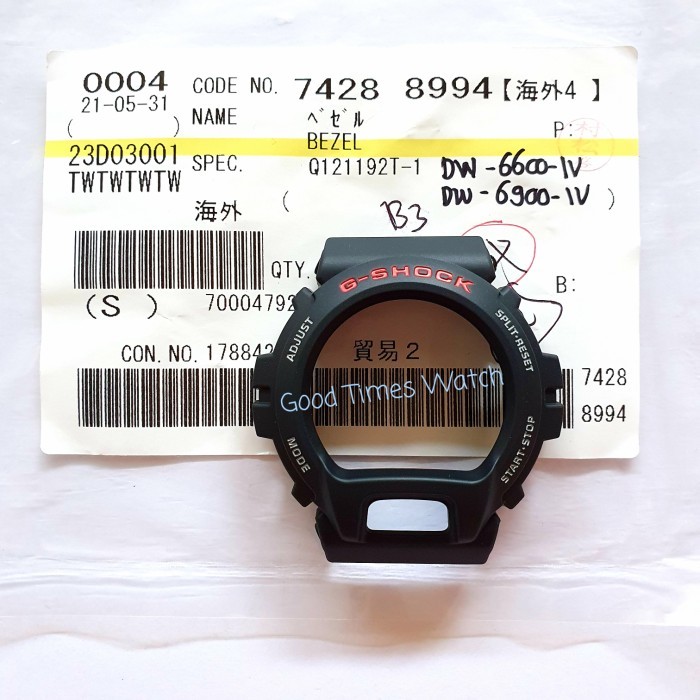 0004 CODE NO. 7428 8994【海外4 】
21-05-31
( ) NAME ベゼル P:
BEZEL
23D03001 SPEC. Q121192T-1 DW-6600-1V
TWTWTWTW DW-6900-1V
海外 ( )
B3
QTY. B:
(S ) 70004792
G-SHOCK
ADJUST SPLIT·RESET
CON.NO.17884 貿易2
7428
Good Times Watch
8994
MODE START·STOP